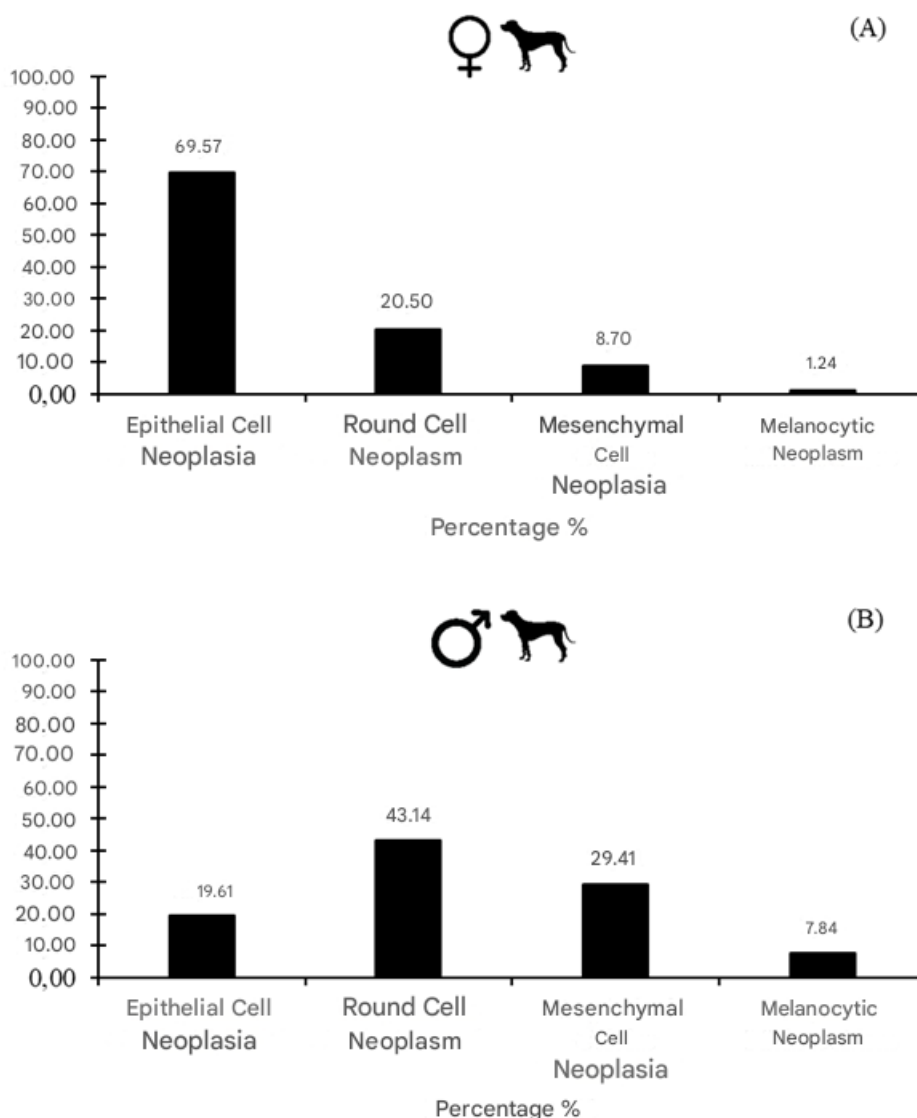 (A)
100.00
90.00
80.00
70.00
60.00
50.00
40.00
30.00
20.00
10.00
0,00
69.57
20.50
8.70
1.24
Epithelial Cell
Neoplasia
Round Cell
Neoplasm
Mesenchymal
Cell
Neoplasia
Melanocytic
Neoplasm
Percentage %
(B)
100.00
90.00
80.00
70.00
60.00
50.00
40.00
30.00
20.00
10.00
0,00
19.61
43.14
29.41
7.84
Epithelial Cell
Neoplasia
Round Cell
Neoplasm
Mesenchymal
Cell
Neoplasia
Melanocytic
Neoplasm
Percentage %